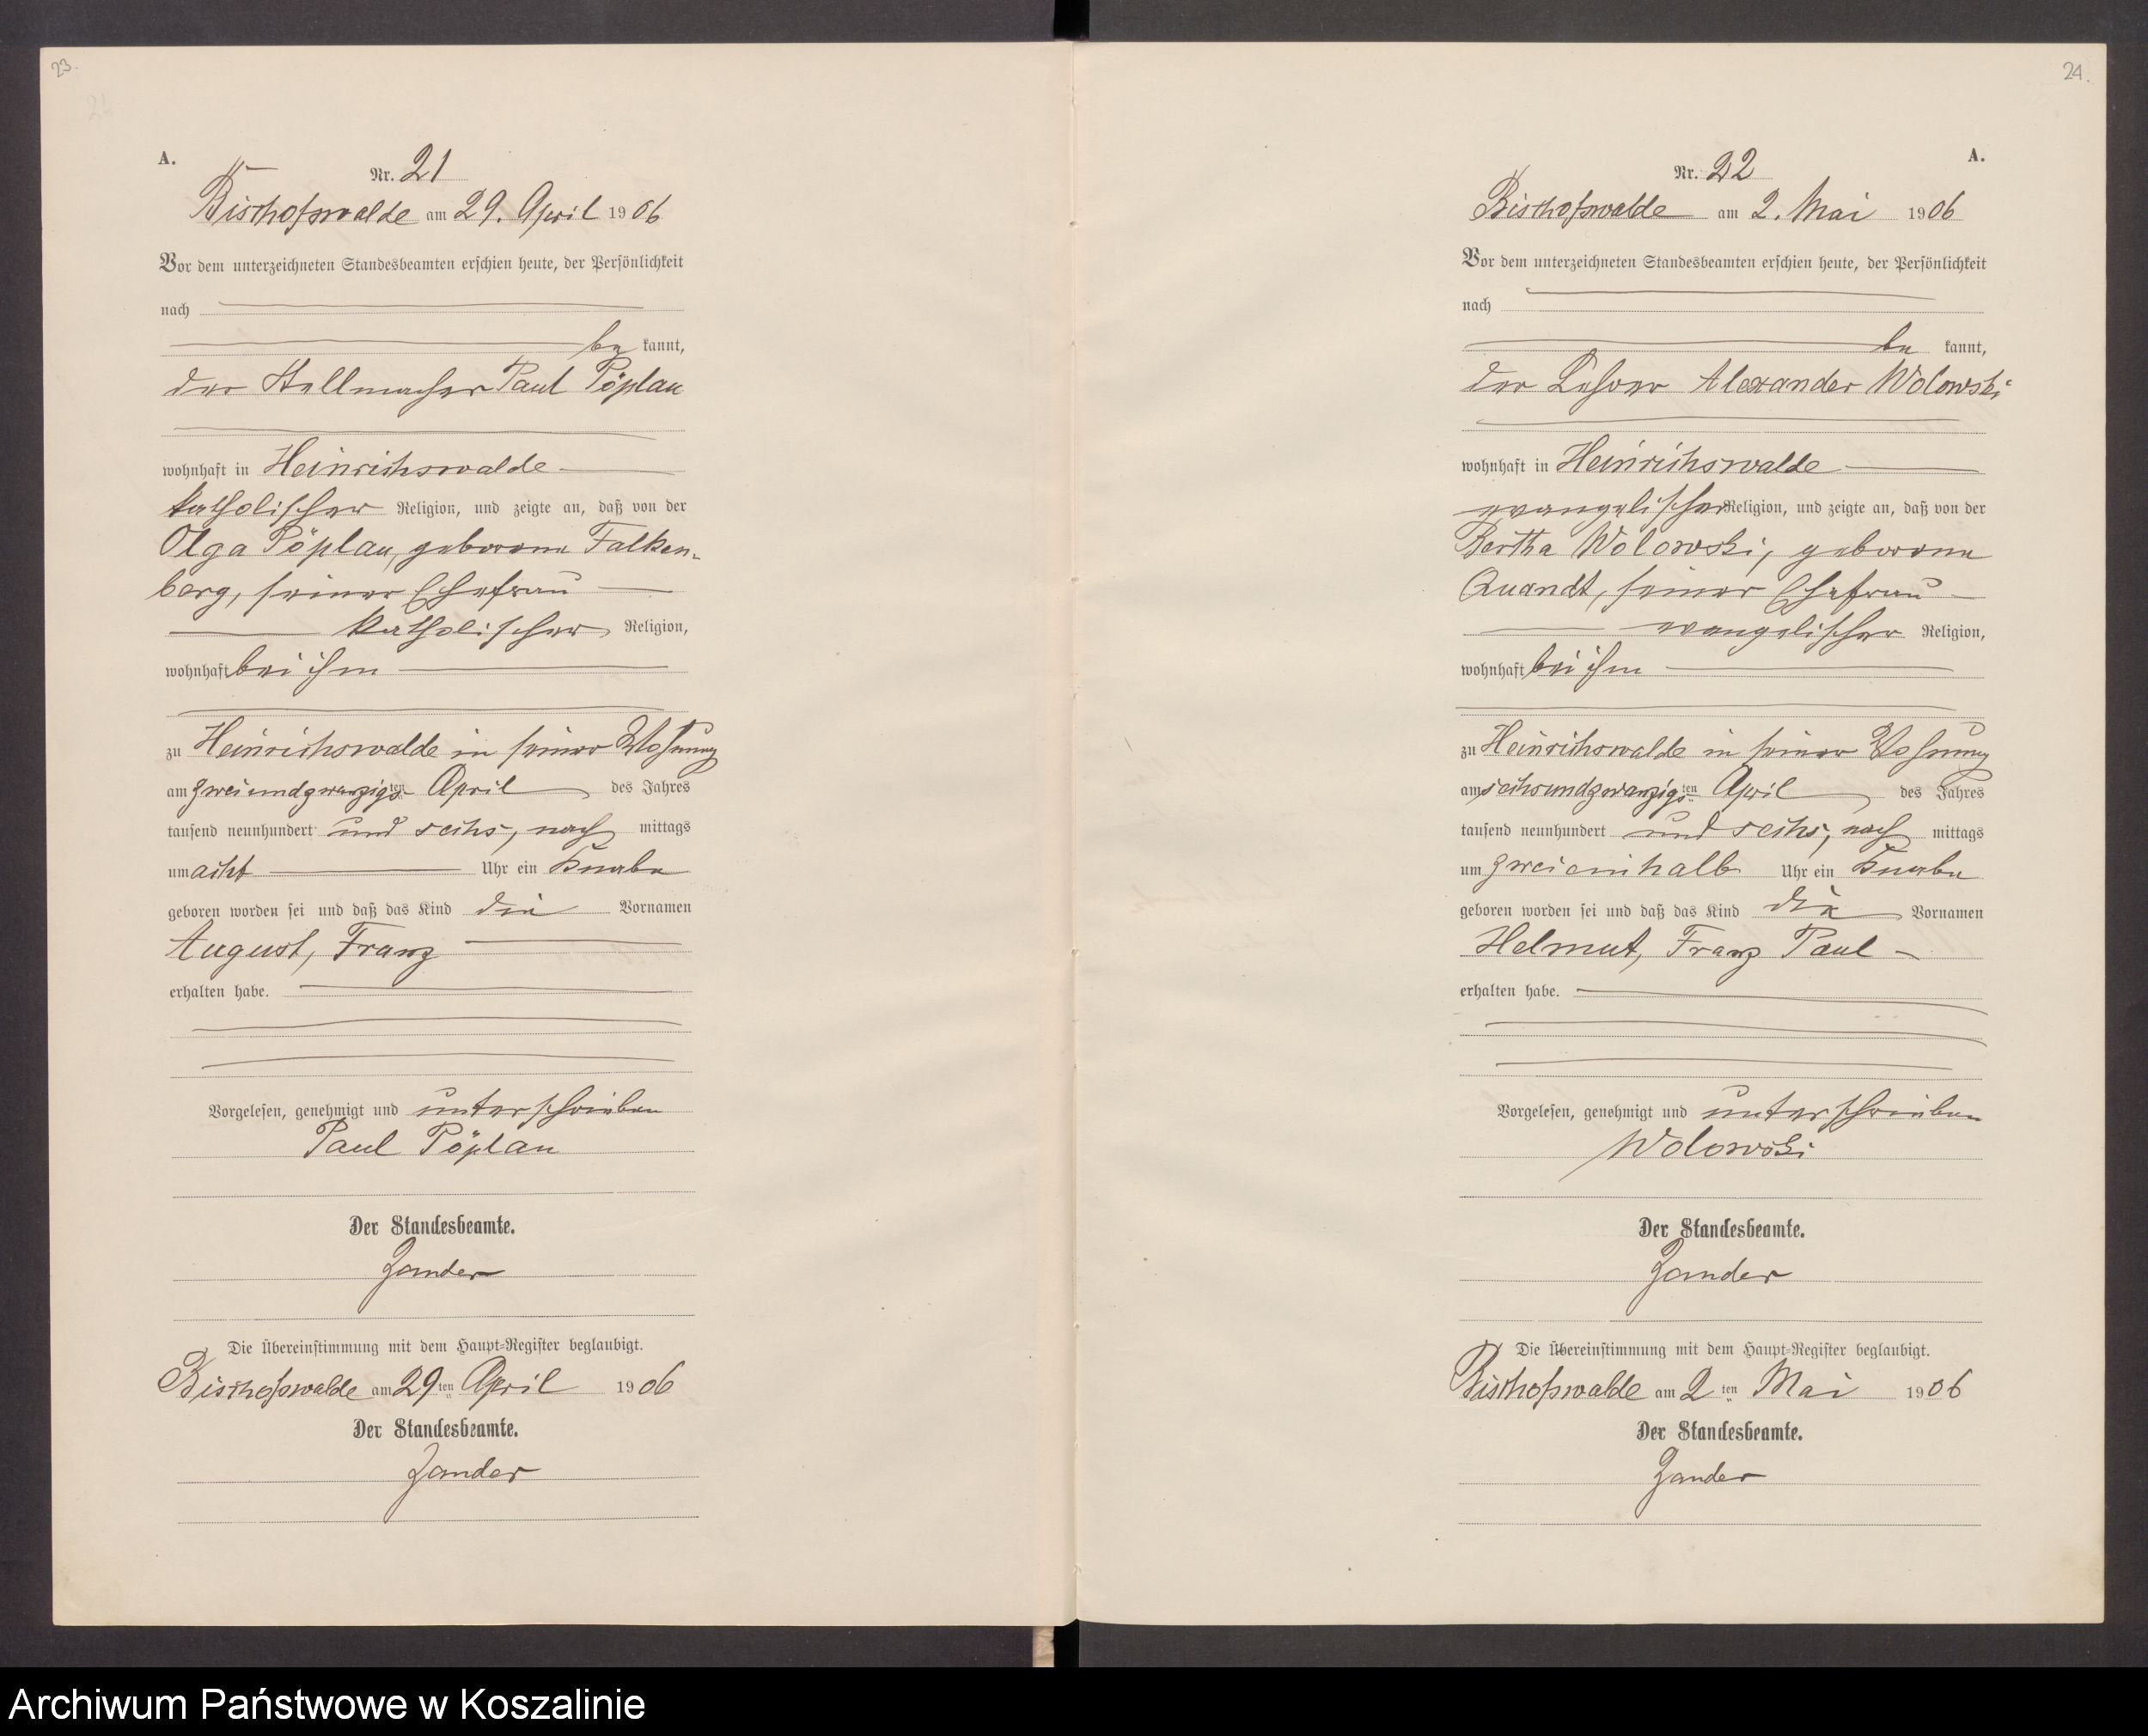 23.
24
A.
Nr. 21
Bischofswalde am 29. April 1906
Vor dem unterzeichneten Standesbeamten erschien heute, der Persönlichkeit
nach
be kannt,
der Stellmacher Paul Pöplau
wohnhaft in Heinrichswalde
katholischer Religion, und zeigte an, daß von der
Olga Pöplau, geborene Falken-
berg, seiner Ehefrau
katholischer Religion,
wohnhaft bei ihm
zu Heinrichswalde in seiner Wohnung
am zweiundzwanzigsten April des Jahres
tausend neunhundert und sechs, nach mittags
um acht Uhr ein Knabe
geboren worden sei und daß das Kind die Vornamen
August, Franz
erhalten habe.
Vorgelesen, genehmigt und unterschrieben
Paul Pöplau
Der Standesbeamte.
Zander
Die Übereinstimmung mit dem Haupt-Register beglaubigt.
Bischofswalde am 29ten April 1906
Der Standesbeamte.
Zander
24.
A.
Nr. 22
Bischofswalde am 2. Mai 1906
Vor dem unterzeichneten Standesbeamten erschien heute, der Persönlichkeit
nach
be kannt,
der Lehrer Alexander Wolowski
wohnhaft in Heinrichswalde
evangelischer Religion, und zeigte an, daß von der
Bertha Wolowski, geborene
Quandt, seiner Ehefrau
evangelischer Religion,
wohnhaft bei ihm
zu Heinrichswalde in seiner Wohnung
am sechsundzwanzigsten April des Jahres
tausend neunhundert und sechs, nach mittags
um zweieinhalb Uhr ein Knabe
geboren worden sei und daß das Kind die Vornamen
Helmut, Franz Paul
erhalten habe.
Vorgelesen, genehmigt und unterschrieben
Wolowski
Der Standesbeamte.
Zander
Die Übereinstimmung mit dem Haupt-Register beglaubigt.
Bischofswalde am 2ten Mai 1906
Der Standesbeamte.
Zander
Archiwum Państwowe w Koszalinie